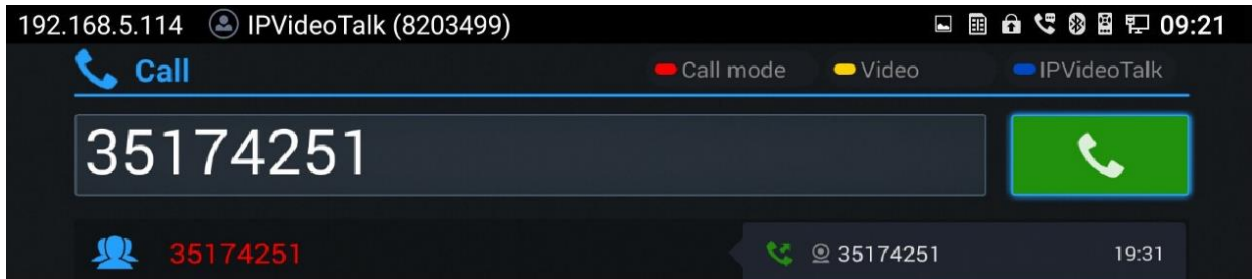 192.168.5.114 IPVideoTalk (8203499) 09:21
Call Call mode Video IPVideoTalk
35174251
35174251 35174251 19:31